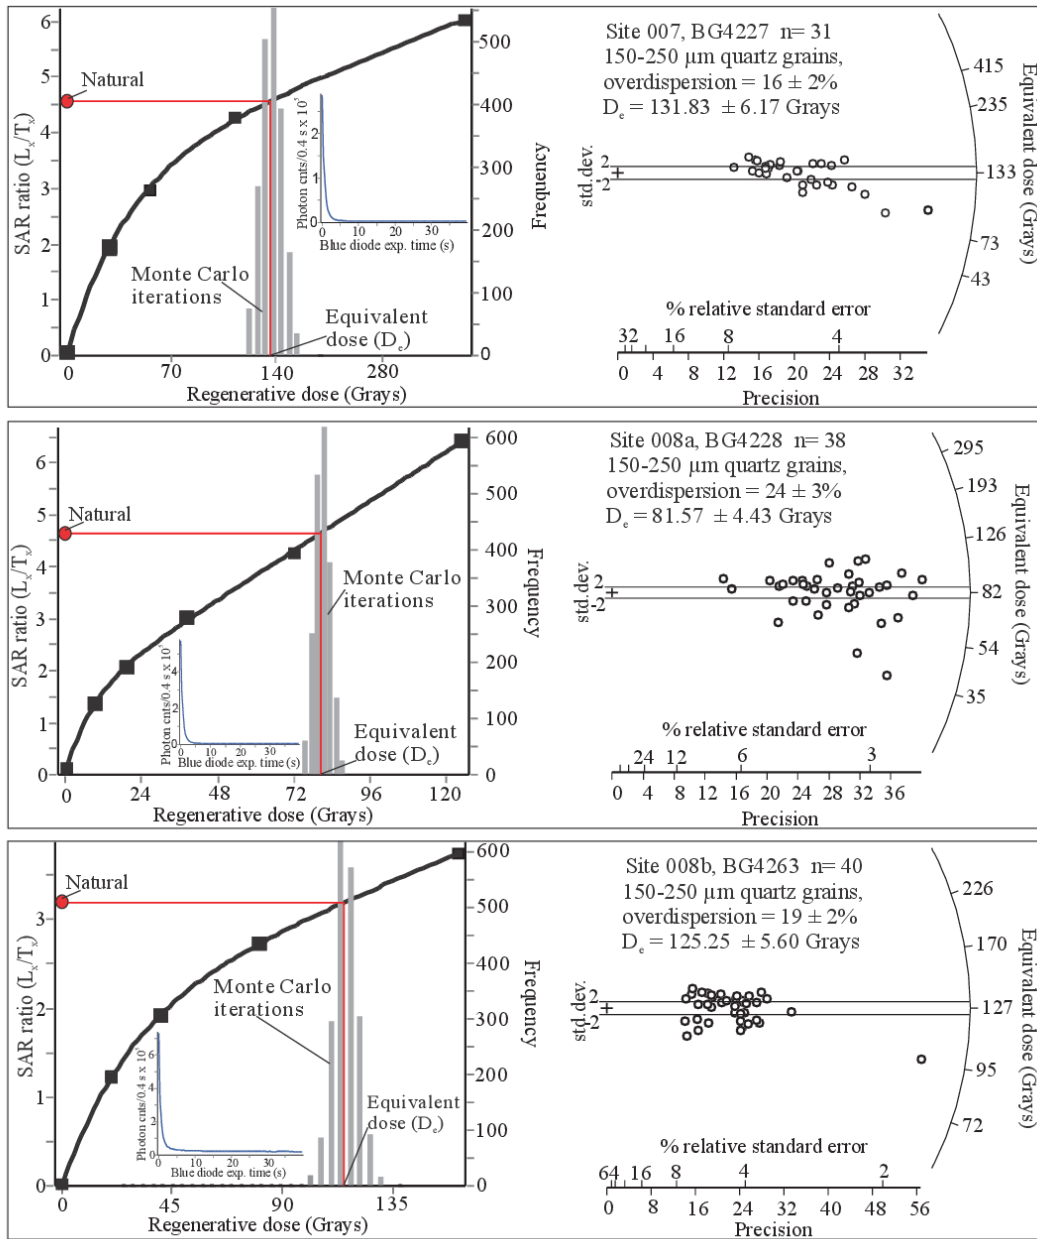 Site 007, BG4227  n= 31
150-250 µm quartz grains,
overdispersion = 16 ± 2%
Dₑ = 131.83 ± 6.17 Grays
SAR ratio (Lₓ/Tₓ)
6
5
4
3
2
1
0
Natural
Monte Carlo
iterations
Equivalent
dose (Dₑ)
Photon cnts/0.4 s x 10⁵
2
1
0
0 10 20 30
Blue diode exp. time (s)
500
400
300
200
100
0
Frequency
0 70 140 280
Regenerative dose (Grays)
std.dev.
2
-2
415
235
133
73
43
Equivalent dose (Grays)
% relative standard error
32 16 8 4
0 4 8 12 16 20 24 28 32
Precision
Site 008a, BG4228  n= 38
150-250 µm quartz grains,
overdispersion = 24 ± 3%
Dₑ = 81.57 ± 4.43 Grays
SAR ratio (Lₓ/Tₓ)
6
5
4
3
2
1
0
Natural
Monte Carlo
iterations
Equivalent
dose (Dₑ)
Photon cnts/0.4 s x 10⁵
4
2
0
0 10 20 30
Blue diode exp. time (s)
600
500
400
300
200
100
0
Frequency
0 24 48 72 96 120
Regenerative dose (Grays)
std.dev.
2
-2
295
193
126
82
54
35
Equivalent dose (Grays)
% relative standard error
24 12 6 3
0 4 8 12 16 20 24 28 32 36
Precision
Site 008b, BG4263  n= 40
150-250 µm quartz grains,
overdispersion = 19 ± 2%
Dₑ = 125.25 ± 5.60 Grays
SAR ratio (Lₓ/Tₓ)
3
2
1
0
Natural
Monte Carlo
iterations
Equivalent
dose (Dₑ)
Photon cnts/0.4 s x 10⁵
6
4
2
0
0 10 20 30
Blue diode exp. time (s)
600
500
400
300
200
100
0
Frequency
0 45 90 135
Regenerative dose (Grays)
std.dev.
2
-2
226
170
127
95
72
Equivalent dose (Grays)
% relative standard error
64 16 8 4 2
0 8 16 24 32 40 48 56
Precision